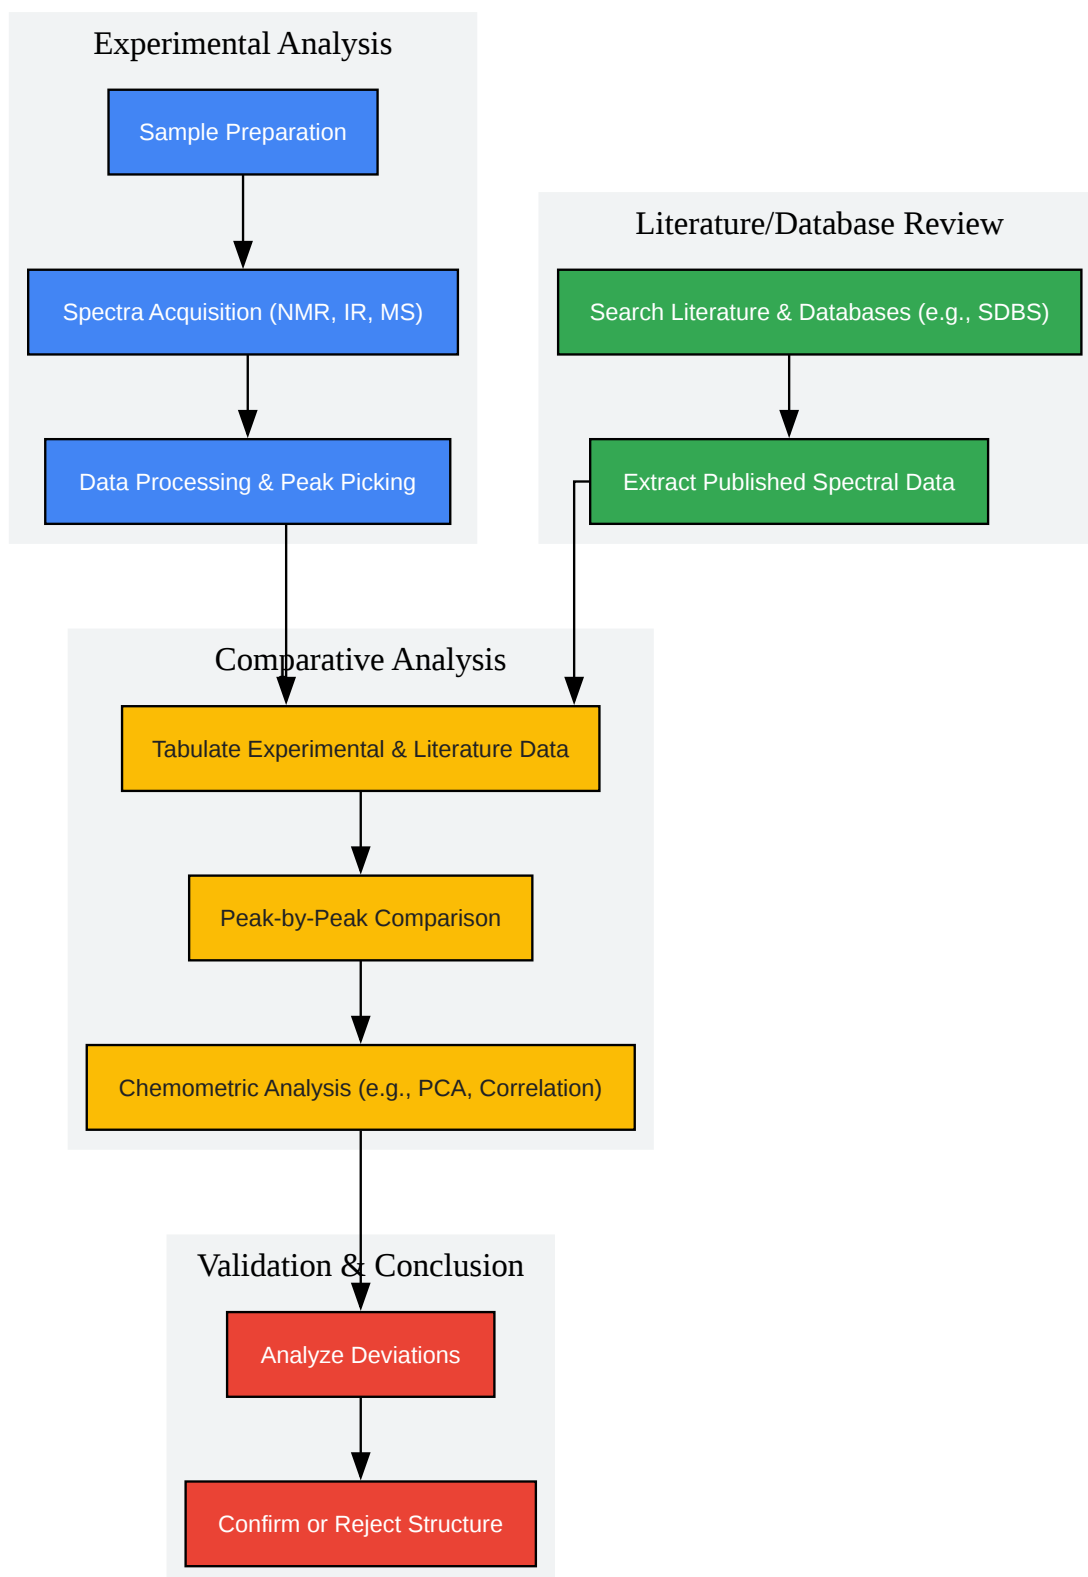 Experimental Analysis
Sample Preparation
Spectra Acquisition (NMR, IR, MS)
Data Processing & Peak Picking
Literature/Database Review
Search Literature & Databases (e.g., SDBS)
Extract Published Spectral Data
Comparative Analysis
Tabulate Experimental & Literature Data
Peak-by-Peak Comparison
Chemometric Analysis (e.g., PCA, Correlation)
Validation & Conclusion
Analyze Deviations
Confirm or Reject Structure